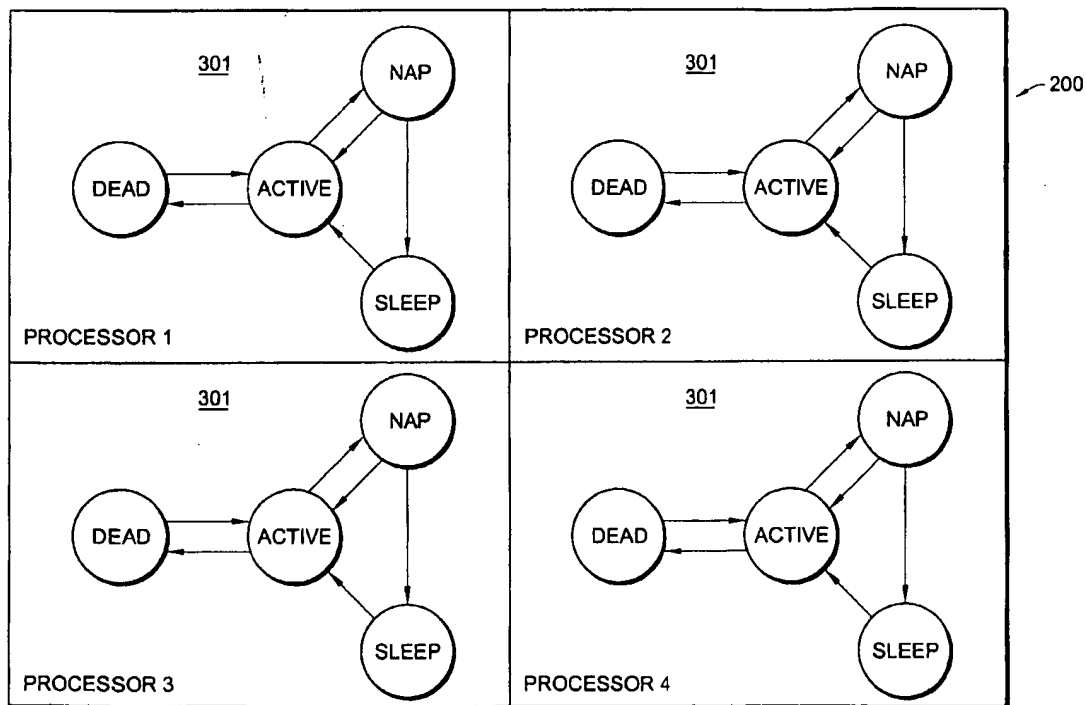 301
NAP
DEAD
ACTIVE
SLEEP
PROCESSOR 1
301
NAP
DEAD
ACTIVE
SLEEP
PROCESSOR 2
200
301
NAP
DEAD
ACTIVE
SLEEP
PROCESSOR 3
301
NAP
DEAD
ACTIVE
SLEEP
PROCESSOR 4